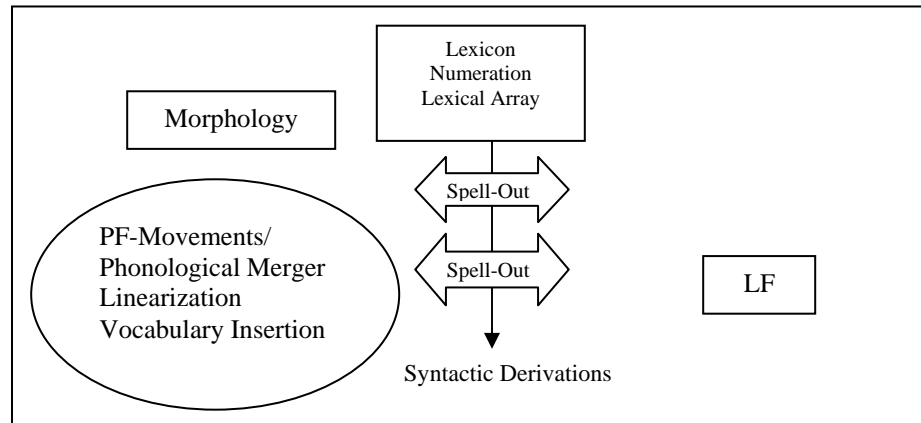 Lexicon
Numeration
Lexical Array
Morphology
Spell-Out
PF-Movements/
Phonological Merger
Linearization
Vocabulary Insertion
Spell-Out
LF
Syntactic Derivations